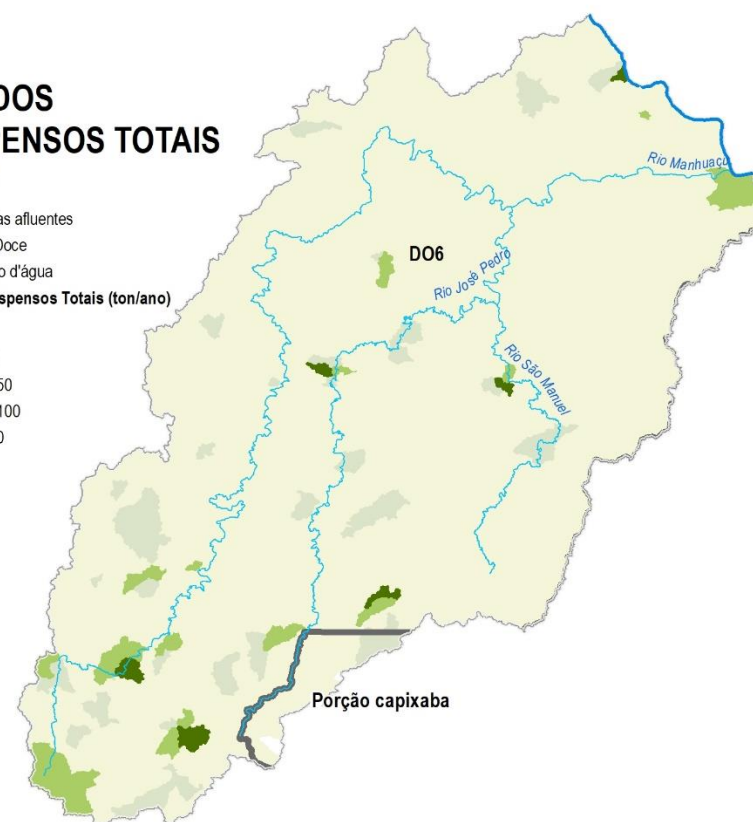 DOS
PENSOS TOTAIS
as afluentes
Doce
o d'água
spensos Totais (ton/ano)
50
100
0
Rio Manhuaçu
DO6
Rio José Pedro
Rio São Manuel
Porção capixaba